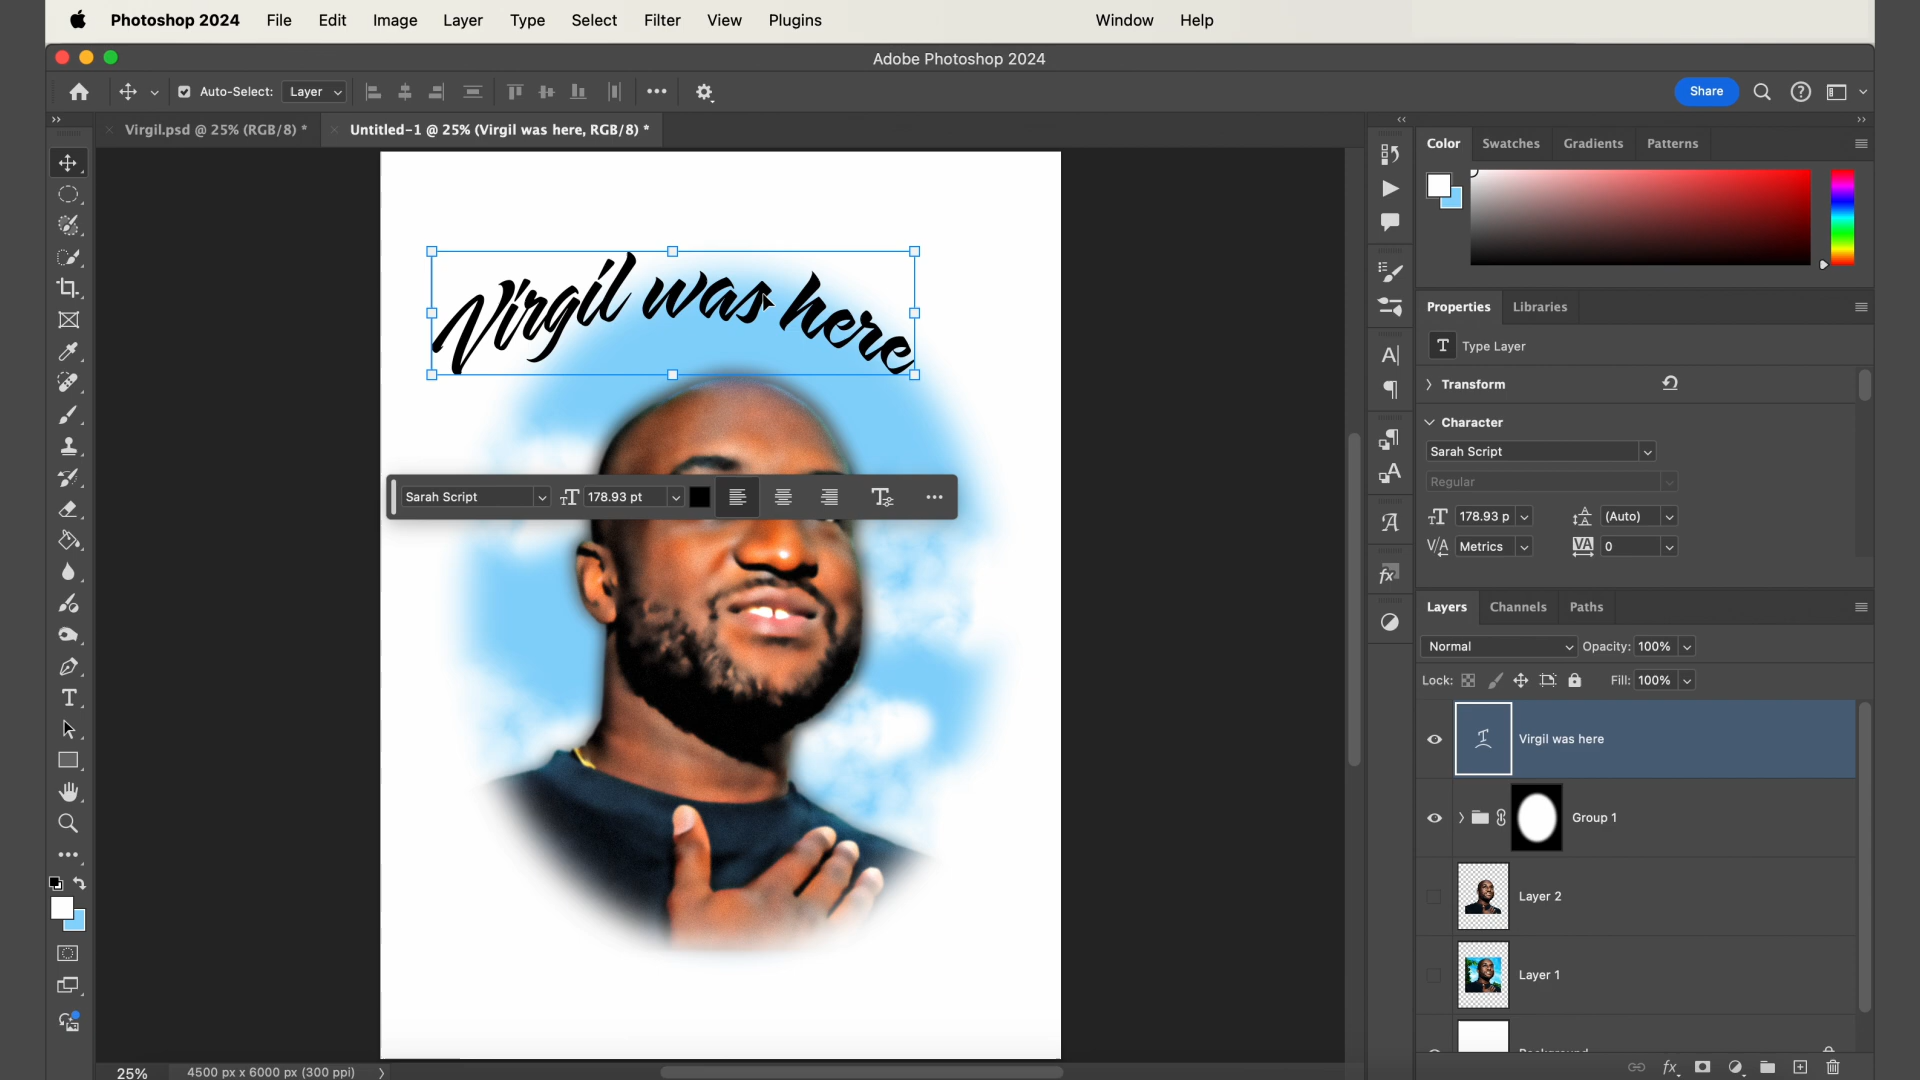 Photoshop 2024 File Edit Image Layer Type Select Filter View Plugins Window Help
Adobe Photoshop 2024
Auto-Select: Layer Share
Virgil.psd @ 25% (RGB/8) * Untitled-1 @ 25% (Virgil was here, RGB/8) *
Color Swatches Gradients Patterns
Virgil was here
Properties Libraries
T Type Layer
Transform
Character
Sarah Script
Regular
178.93 p (Auto)
Metrics 0
Sarah Script 178.93 pt
Layers Channels Paths
Normal Opacity: 100%
Lock: Fill: 100%
Virgil was here
Group 1
Layer 2
Layer 1
25% 4500 px x 6000 px (300 ppi)